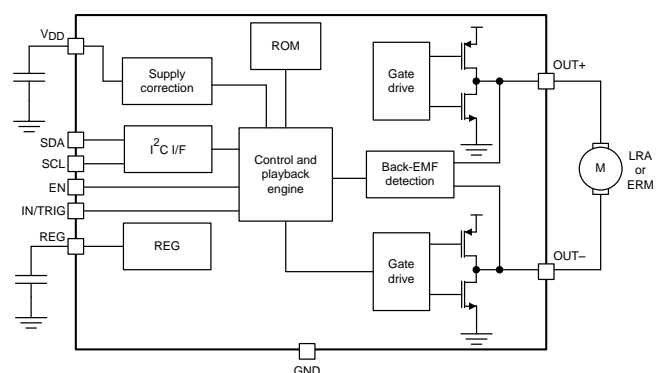 VDD
ROM
Supply
correction
Gate
drive
OUT+
SDA
SCL
I2C I/F
Control and
playback
engine
Back-EMF
detection
M
LRA
or
ERM
EN
IN/TRIG
REG
REG
Gate
drive
OUT–
GND